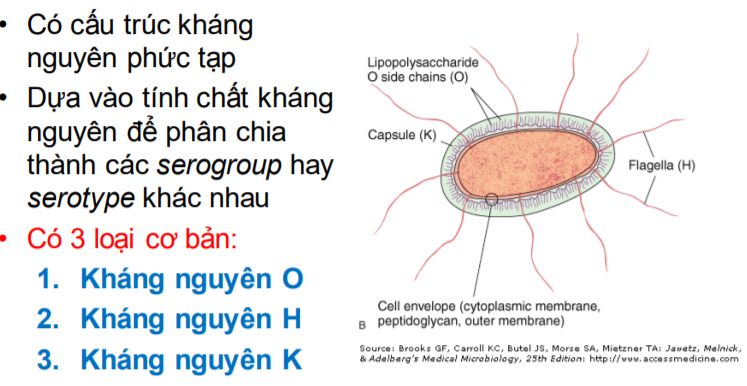 • Có cấu trúc kháng
nguyên phức tạp
• Dựa vào tính chất kháng
nguyên để phân chia
thành các serogroup hay
serotype khác nhau
• Có 3 loại cơ bản:
1. Kháng nguyên O
2. Kháng nguyên H
3. Kháng nguyên K
Lipopolysaccharide
O side chains (O)
Capsule (K)
Flagella (H)
Cell envelope (cytoplasmic membrane,
peptidoglycan, outer membrane)
B
Source: Brooks GF, Carroll KC, Butel JS, Morse SA, Mietzner TA: Jawetz, Melnick,
& Adelberg's Medical Microbiology, 25th Edition: http://www.accessmedicine.com